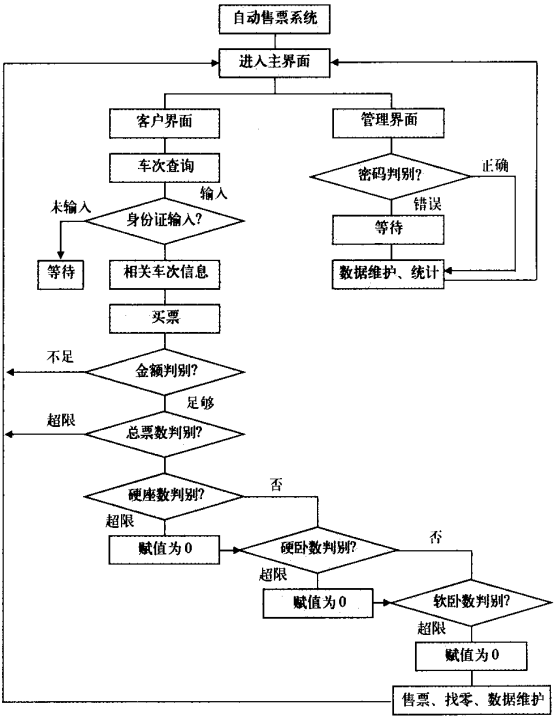 自动售票系统
进入主界面
客户界面
管理界面
车次查询
密码判别?
正确
输入
未输入
身份证输入?
错误
等待
等待
相关车次信息
数据维护、统计
买票
不足
金额判别?
足够
超限
总票数判别?
硬座数判别?
否
超限
赋值为0
硬卧数判别?
否
超限
赋值为0
软卧数判别?
超限
赋值为0
售票、找零、数据维护